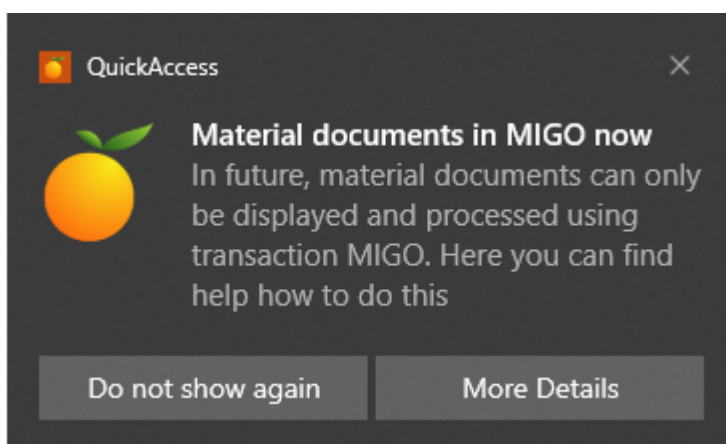 QuickAccess
Material documents in MIGO now
In future, material documents can only
be displayed and processed using
transaction MIGO. Here you can find
help how to do this
Do not show again
More Details